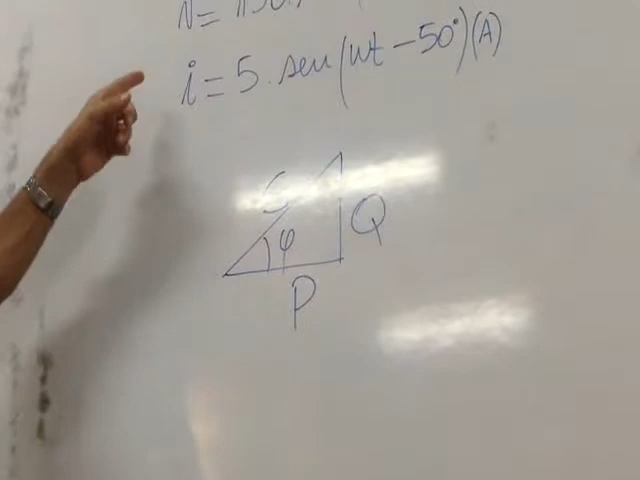 i = 5. sen (wt - 50°) (A)
S
φ
Q
P